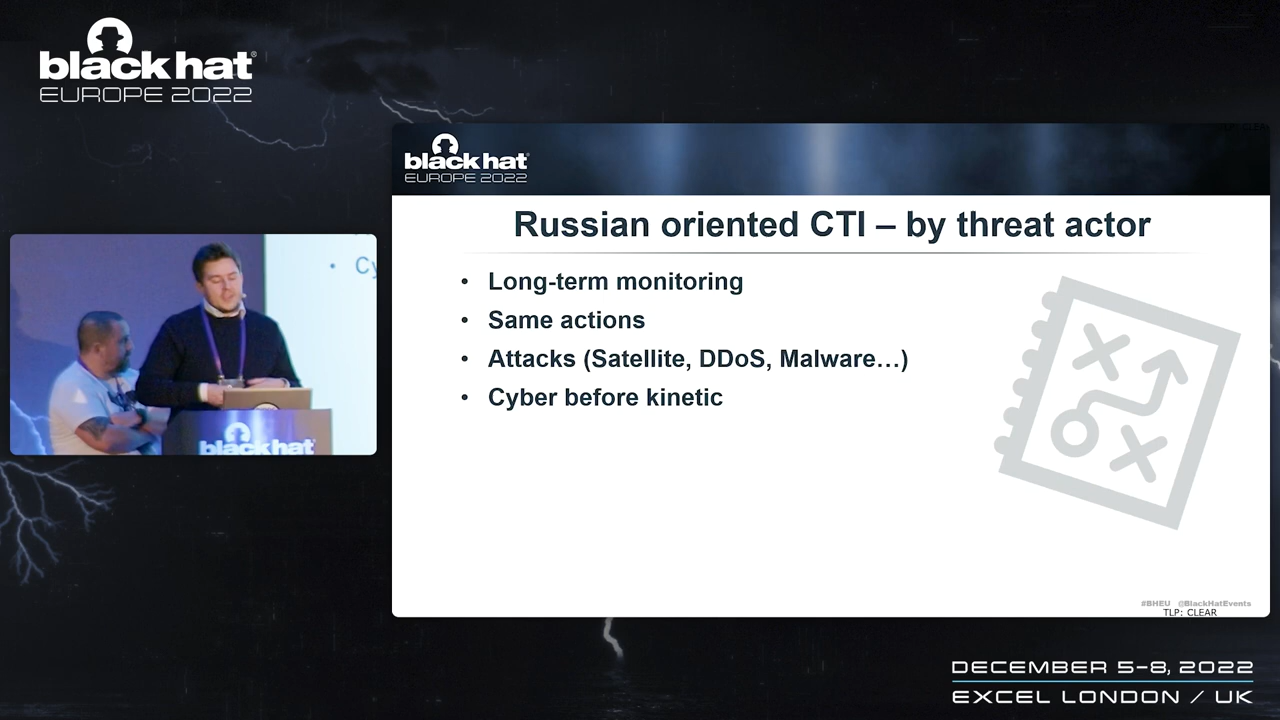 black hat®
EUROPE 2022
black hat®
EUROPE 2022
Russian oriented CTI – by threat actor
• Long-term monitoring
• Same actions
• Attacks (Satellite, DDoS, Malware…)
• Cyber before kinetic
• Cy
black hat
#BHEU @BlackHatEvents
TLP: CLEAR
DECEMBER 5-8, 2022
EXCEL LONDON / UK